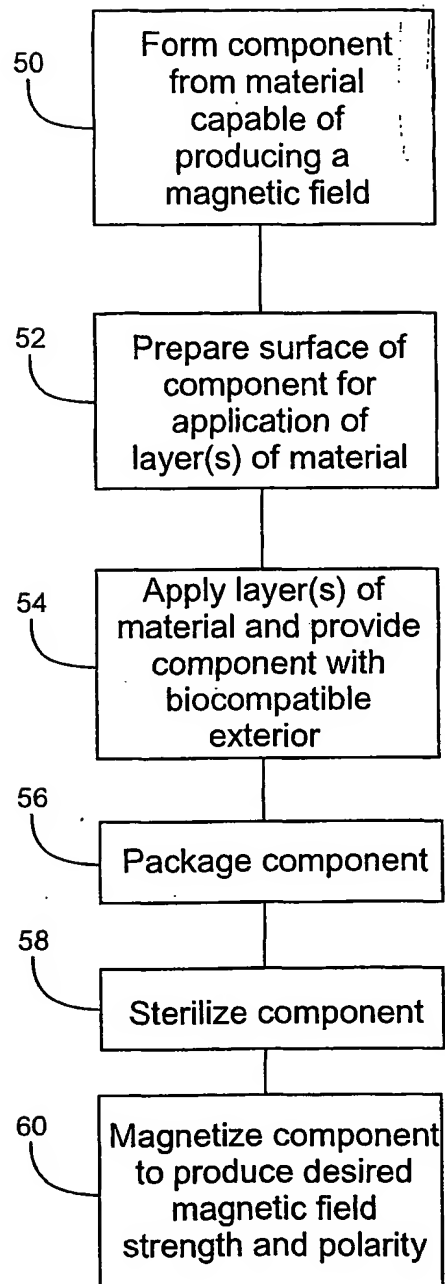 50
Form component
from material
capable of
producing a
magnetic field
52
Prepare surface of
component for
application of
layer(s) of material
54
Apply layer(s) of
material and provide
component with
biocompatible
exterior
56
Package component
58
Sterilize component
60
Magnetize component
to produce desired
magnetic field
strength and polarity